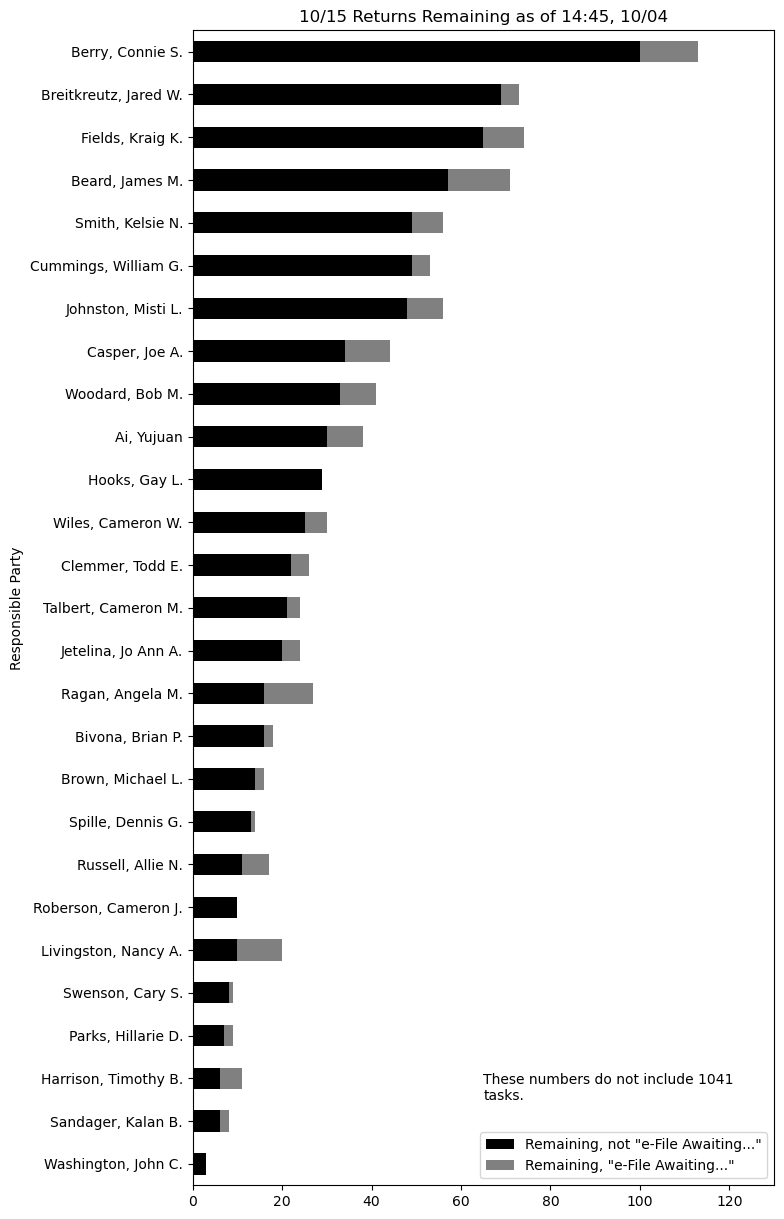 10/15 Returns Remaining as of 14:45, 10/04
Responsible Party
Berry, Connie S.
Breitkreutz, Jared W.
Fields, Kraig K.
Beard, James M.
Smith, Kelsie N.
Cummings, William G.
Johnston, Misti L.
Casper, Joe A.
Woodard, Bob M.
Ai, Yujuan
Hooks, Gay L.
Wiles, Cameron W.
Clemmer, Todd E.
Talbert, Cameron M.
Jetelina, Jo Ann A.
Ragan, Angela M.
Bivona, Brian P.
Brown, Michael L.
Spille, Dennis G.
Russell, Allie N.
Roberson, Cameron J.
Livingston, Nancy A.
Swenson, Cary S.
Parks, Hillarie D.
Harrison, Timothy B.
Sandager, Kalan B.
Washington, John C.
These numbers do not include 1041
tasks.
Remaining, not "e-File Awaiting..."
Remaining, "e-File Awaiting..."
0 20 40 60 80 100 120